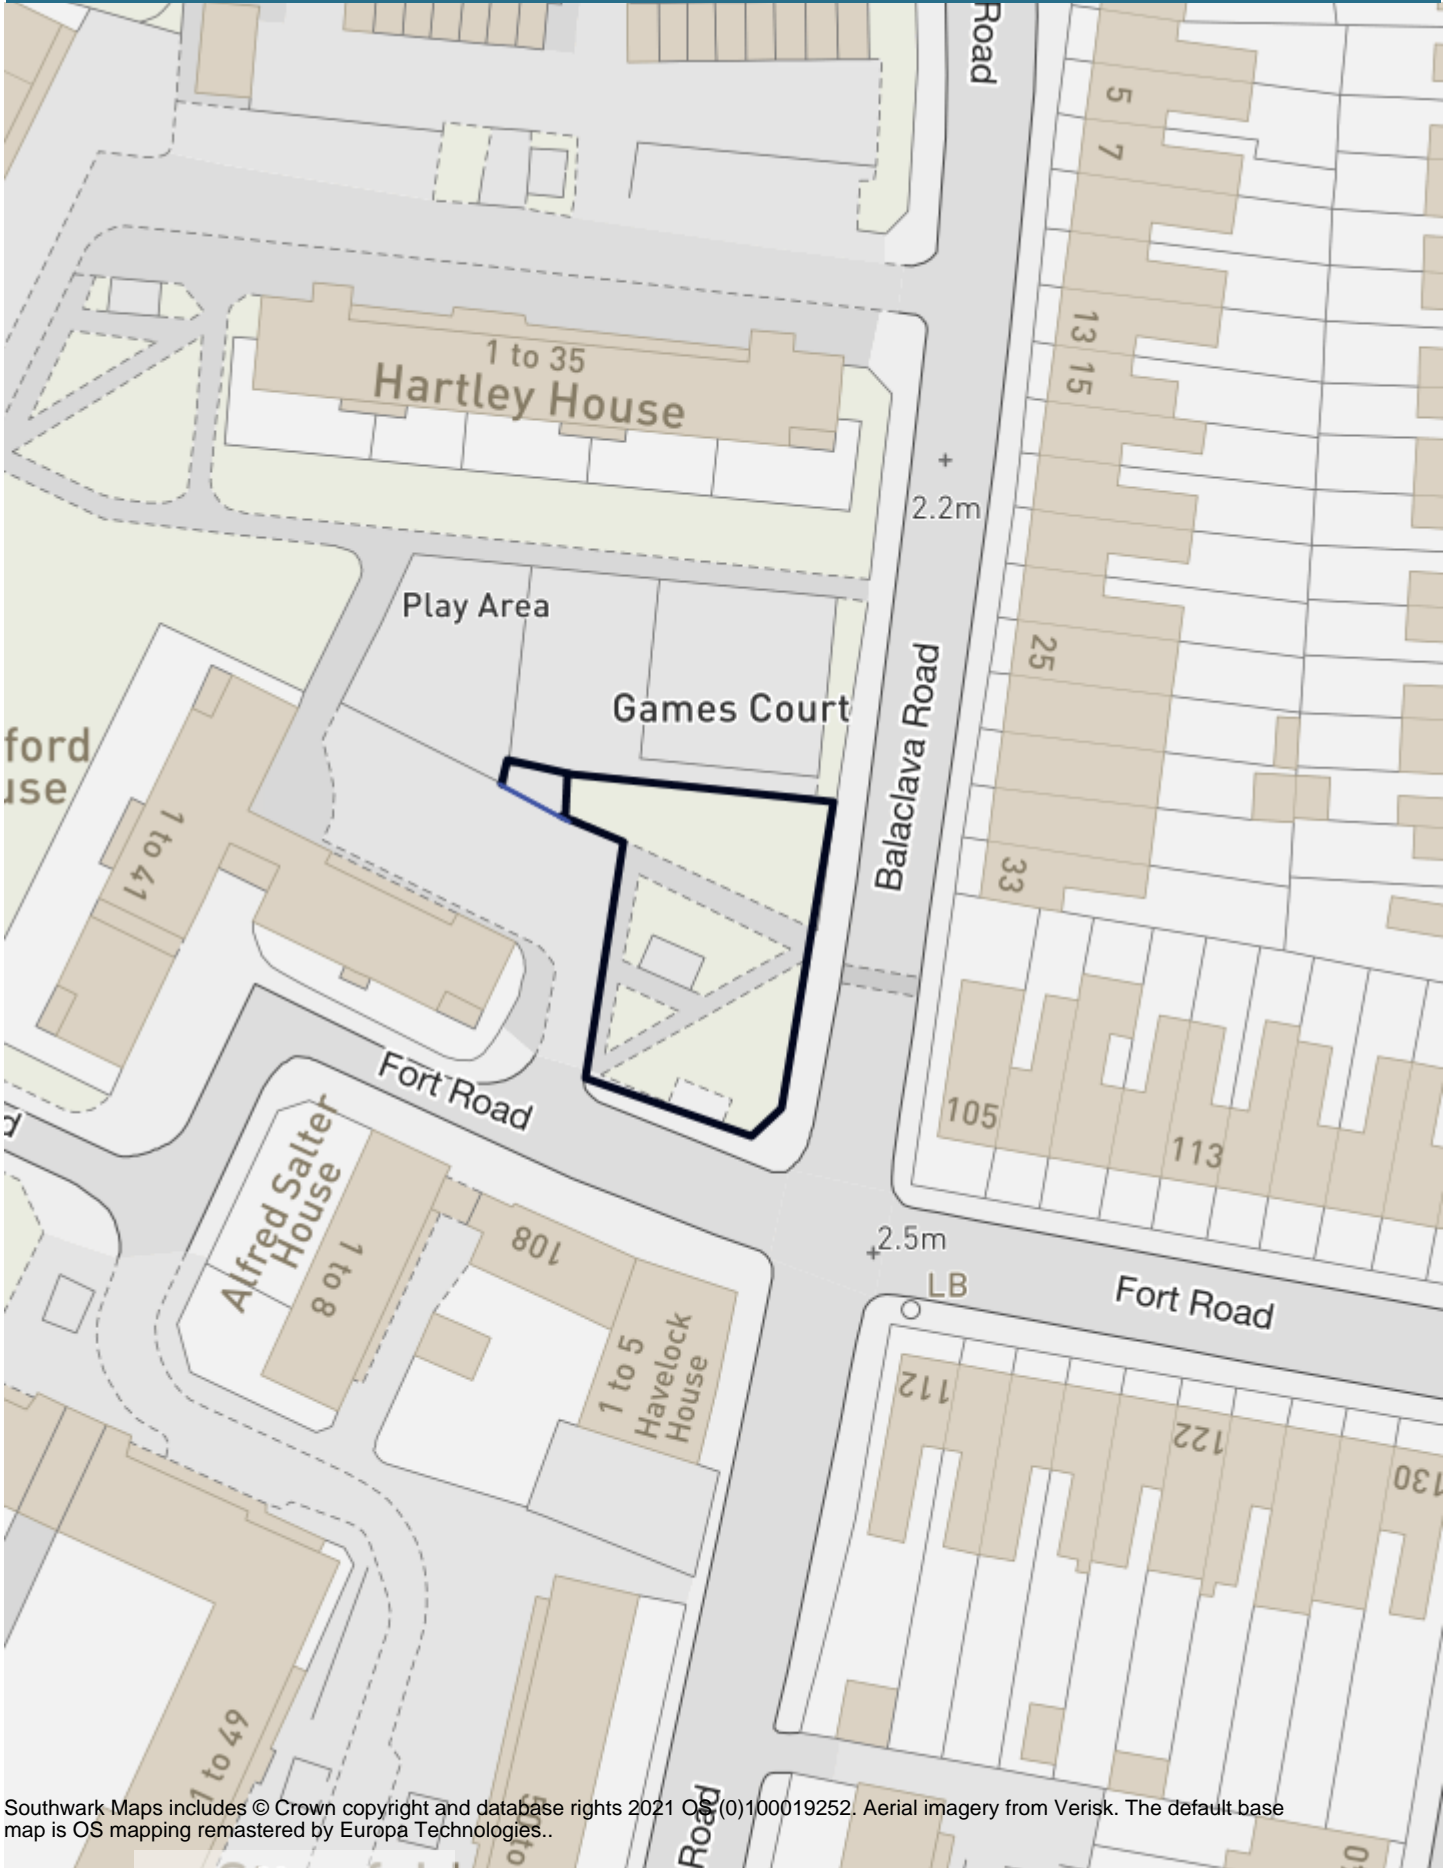 Road
5
7
1 to 35
Hartley House
13
15
2.2m
Play Area
25
Games Court
Balaclava Road
ford
use
1 to 41
33
Fort Road
105
113
d
Alfred Salter
House
1 to 8
108
2.5m
LB
Fort Road
1 to 5
Havelock
House
112
122
130
1 to 49
50 to
Road
Southwark Maps includes © Crown copyright and database rights 2021 OS (0)100019252. Aerial imagery from Verisk. The default base
map is OS mapping remastered by Europa Technologies..